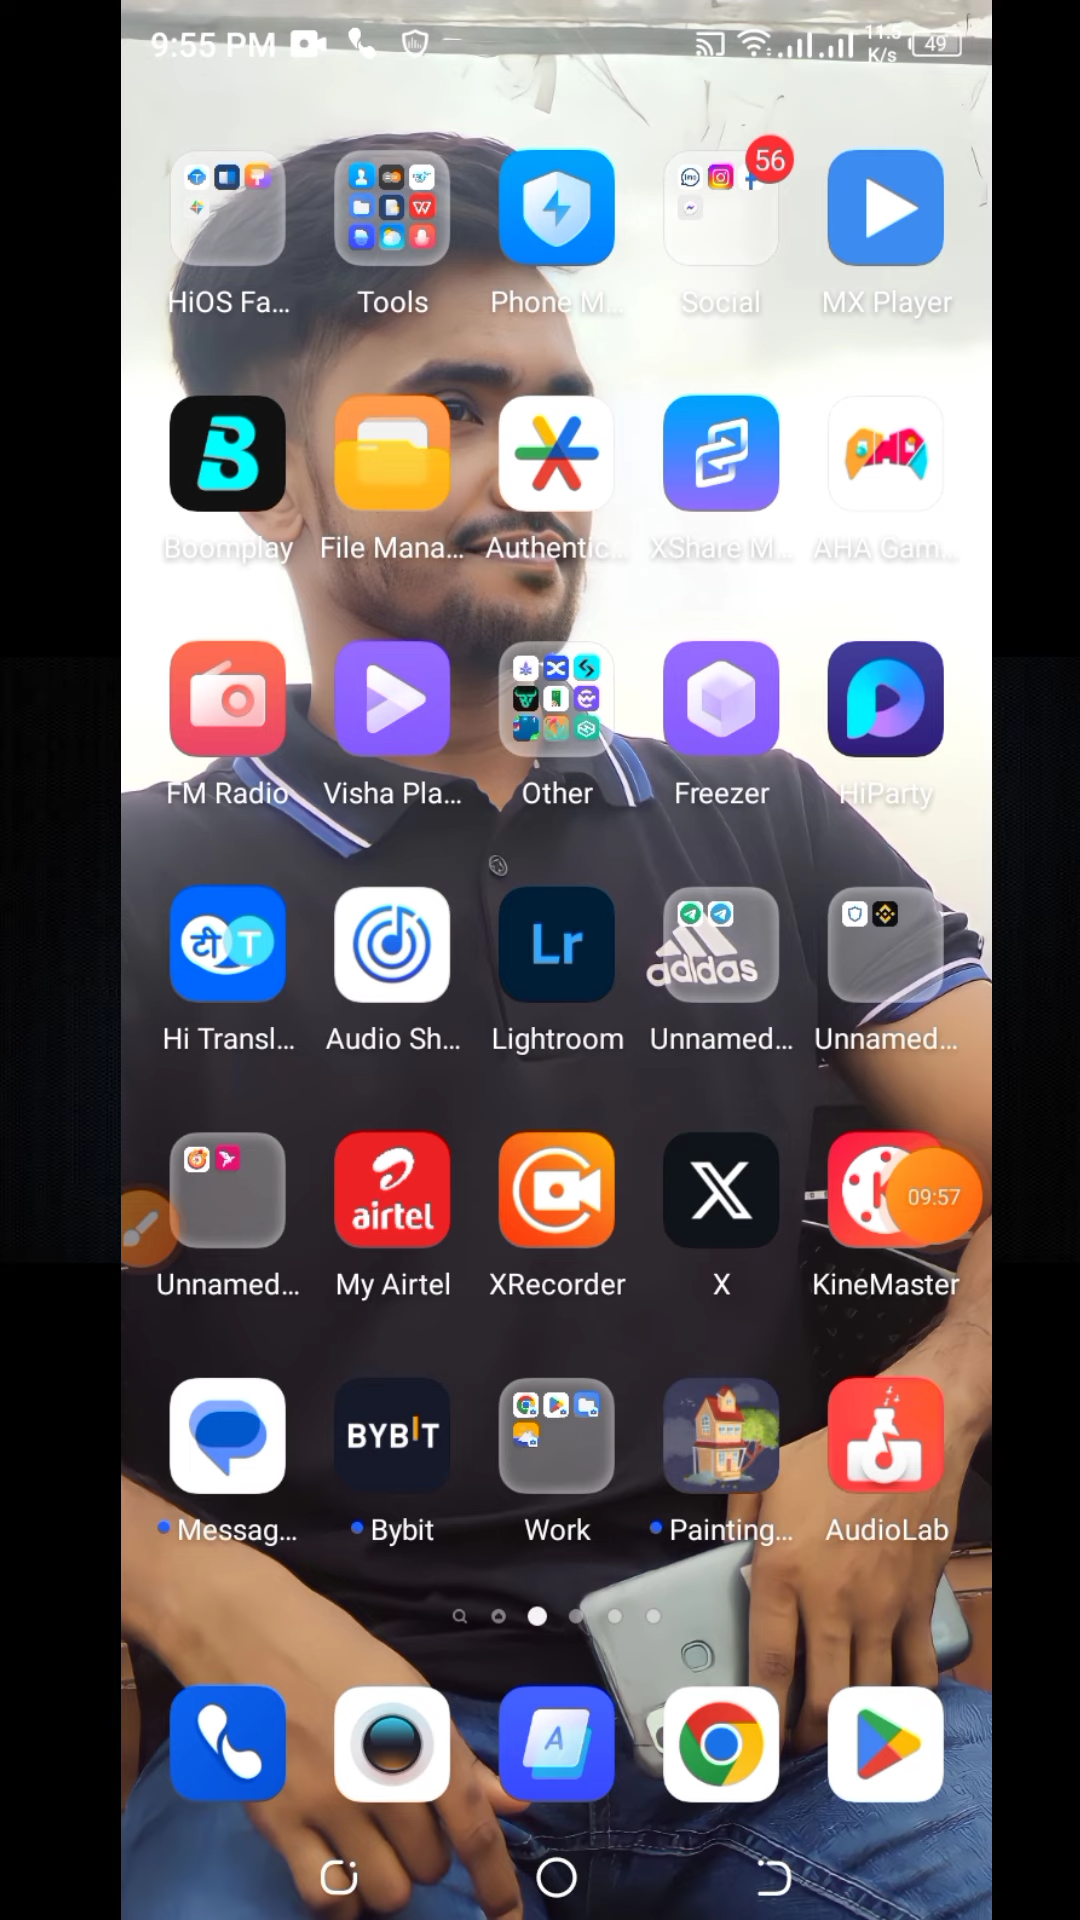 9:55 PM
11.5
K/s
49
56
HiOS Fa...
Tools
Phone M...
Social
MX Player
Boomplay
File Mana...
Authentic...
XShare M...
AHA Gam...
FM Radio
Visha Pla...
Other
Freezer
HiParty
टी T
Lr
adidas
Hi Transl...
Audio Sh...
Lightroom
Unnamed...
Unnamed...
airtel
09:57
Unnamed...
My Airtel
XRecorder
X
KineMaster
BYBIT
Messag...
Bybit
Work
Painting...
AudioLab
A